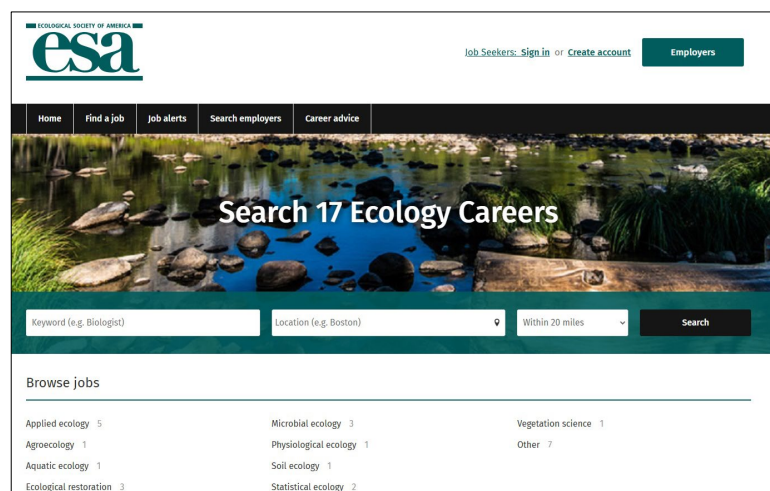 ECOLOGICAL SOCIETY OF AMERICA
esa
Job Seekers: Sign in or Create account
Employers
Home Find a job Job alerts Search employers Career advice
Search 17 Ecology Careers
Keyword (e.g. Biologist) Location (e.g. Boston) Within 20 miles Search
Browse jobs
Applied ecology 5 Microbial ecology 3 Vegetation science 1
Agroecology 1 Physiological ecology 1 Other 7
Aquatic ecology 1 Soil ecology 1
Ecological restoration 3 Statistical ecology 2